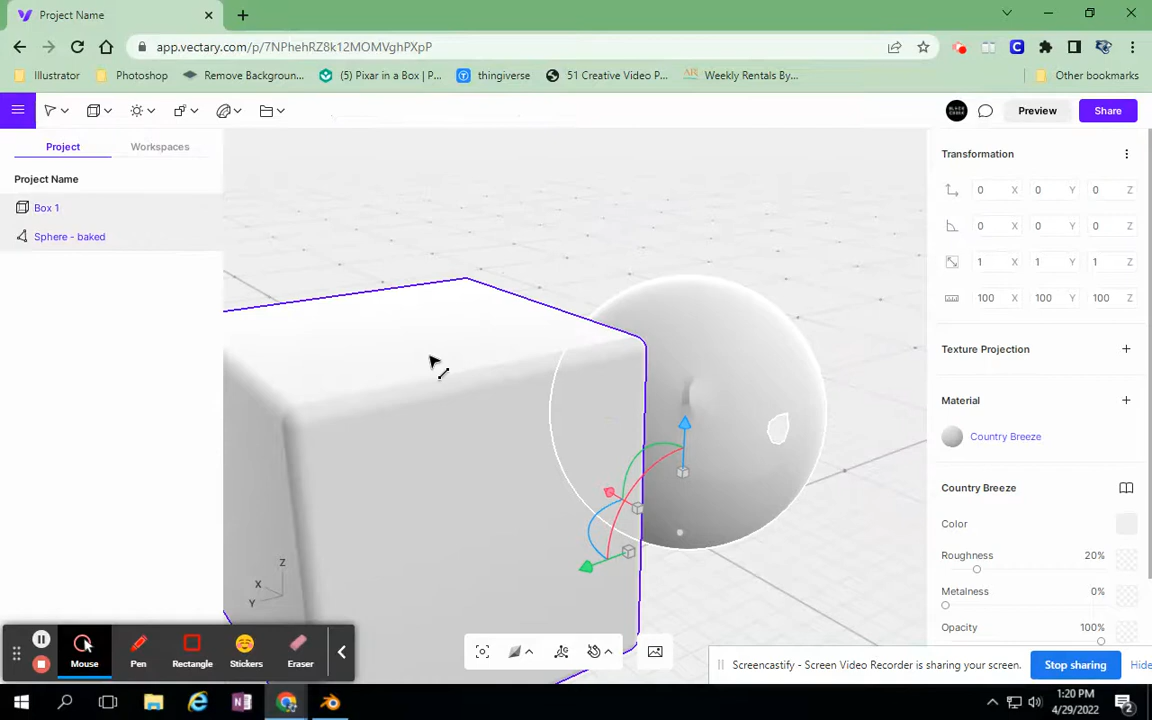 Project Name
app.vectary.com/p/7NPhehRZ8k12MOMVghPXpP
Illustrator
Photoshop
Remove Backgroun...
(5) Pixar in a Box | P...
thingiverse
51 Creative Video P...
Weekly Rentals By...
Other bookmarks
Preview
Share
Project
Workspaces
Project Name
Box 1
Sphere - baked
Transformation
0 X 0 Y 0 Z
0 X 0 Y 0 Z
1 X 1 Y 1 Z
100 X 100 Y 100 Z
Texture Projection
Material
Country Breeze
Country Breeze
Color
Roughness 20%
Metalness 0%
Opacity 100%
Z
X
Y
Mouse
Pen
Rectangle
Stickers
Eraser
Screencastify - Screen Video Recorder is sharing your screen.
Stop sharing
Hide
1:20 PM
4/29/2022
2